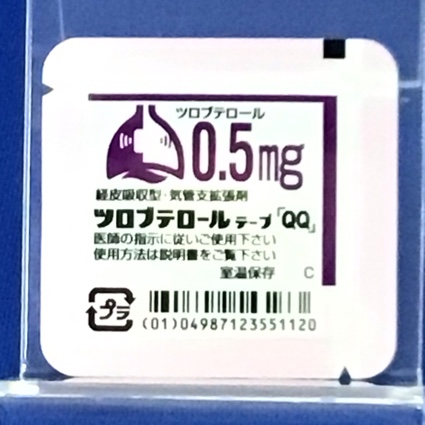 ツロブテロール
0.5mg
経皮吸収型・気管支拡張剤
ツロブテロール テープ「QQ」
医師の指示に従いご使用下さい
使用方法は説明書をご覧下さい
室温保存 C
プラ
(01)04987123551120